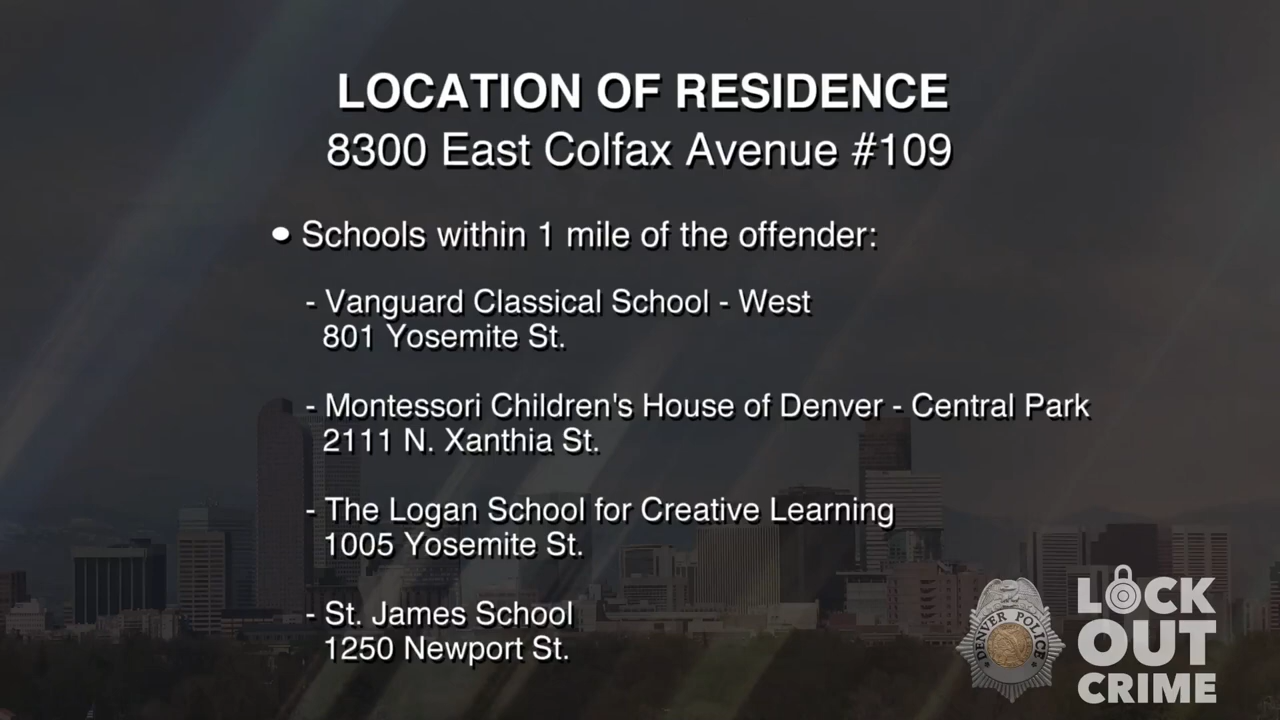 LOCATION OF RESIDENCE
8300 East Colfax Avenue #109
• Schools within 1 mile of the offender:
- Vanguard Classical School - West
801 Yosemite St.
- Montessori Children's House of Denver - Central Park
2111 N. Xanthia St.
- The Logan School for Creative Learning
1005 Yosemite St.
- St. James School
1250 Newport St.
DENVER POLICE
LOCK
OUT
CRIME